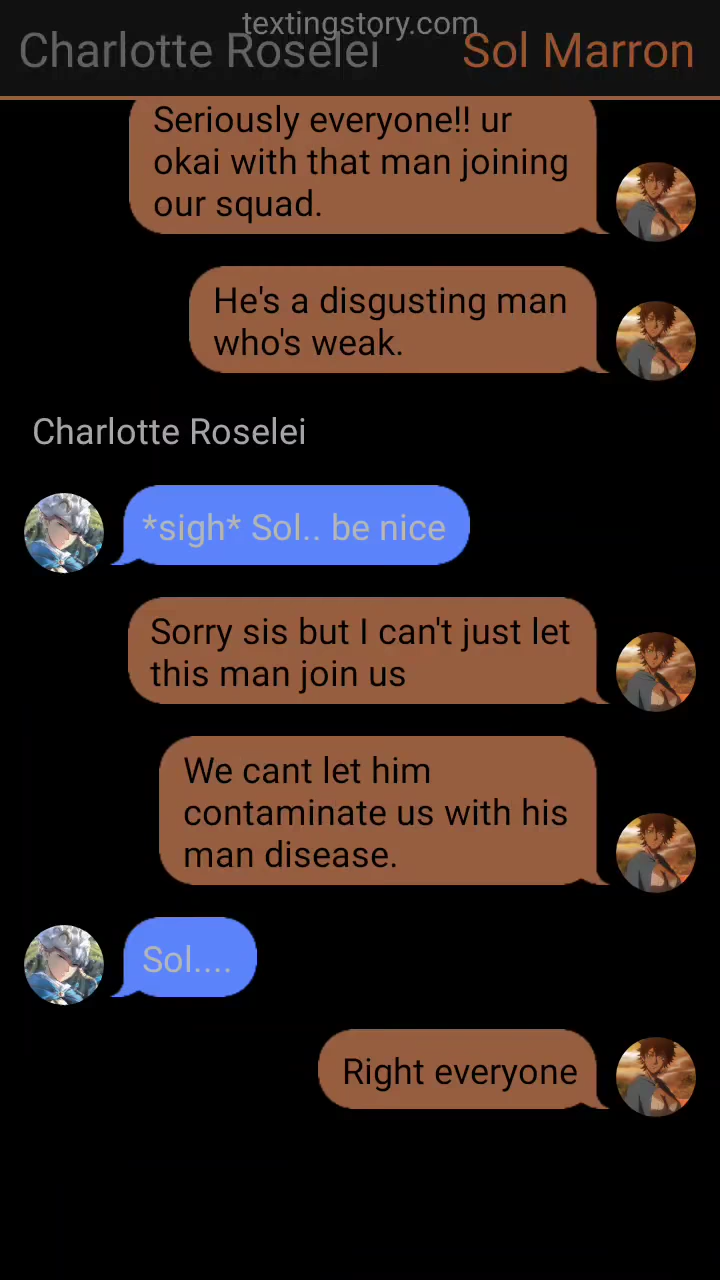 textingstory.com
Charlotte Roselei Sol Marron
Seriously everyone!! ur
okai with that man joining
our squad.
He's a disgusting man
who's weak.
Charlotte Roselei
*sigh* Sol.. be nice
Sorry sis but I can't just let
this man join us
We cant let him
contaminate us with his
man disease.
Sol....
Right everyone